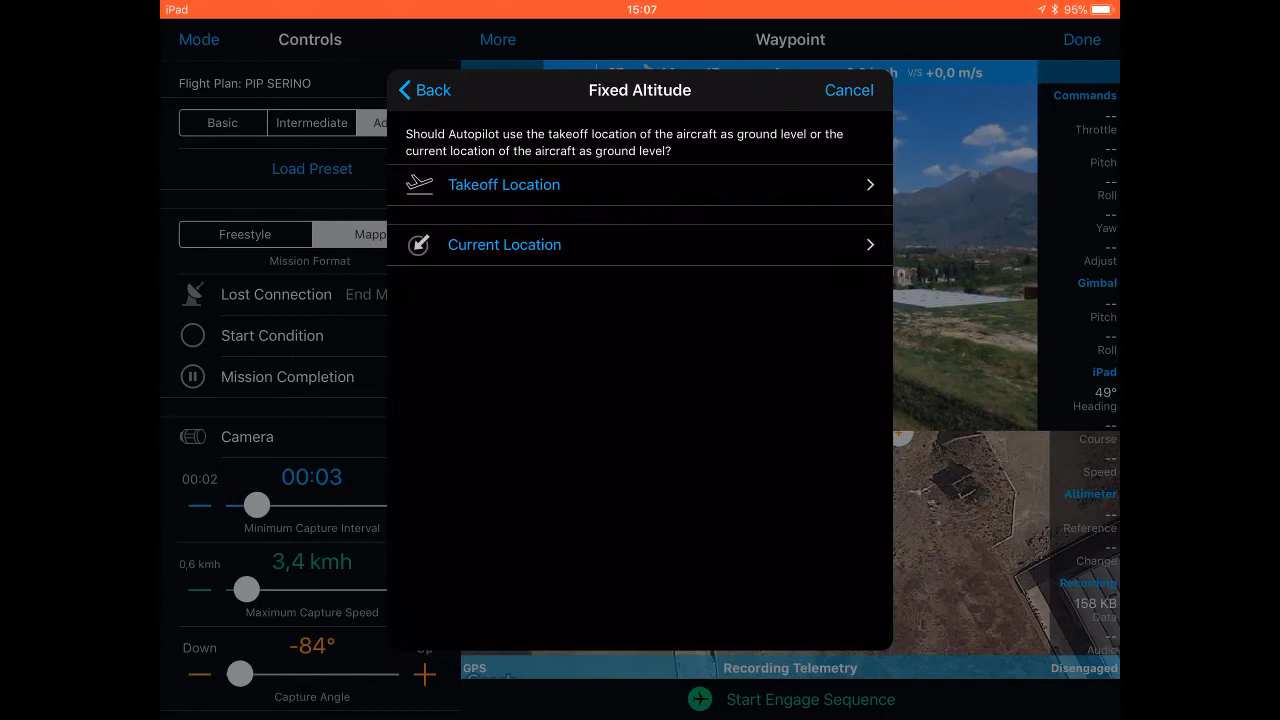 iPad
15:07
95%
Mode
Controls
More
Waypoint
Done
Flight Plan: PIP SERINO
V/S +0,0 m/s
Basic
Intermediate
Load Preset
Freestyle
Mission Format
Lost Connection
Start Condition
Mission Completion
Camera
00:02
00:03
Minimum Capture Interval
0,6 kmh
3,4 kmh
Maximum Capture Speed
Down
-84°
Capture Angle
Back
Fixed Altitude
Cancel
Should Autopilot use the takeoff location of the aircraft as ground level or the
current location of the aircraft as ground level?
Takeoff Location
Current Location
Commands
--
Throttle
--
Pitch
--
Roll
--
Yaw
--
Adjust
Gimbal
--
Pitch
--
Roll
iPad
49°
Heading
--
Course
--
Speed
Altimeter
--
Reference
--
Change
Recording
158 KB
Data
--
Audio
GPS
Recording Telemetry
Disengaged
Start Engage Sequence